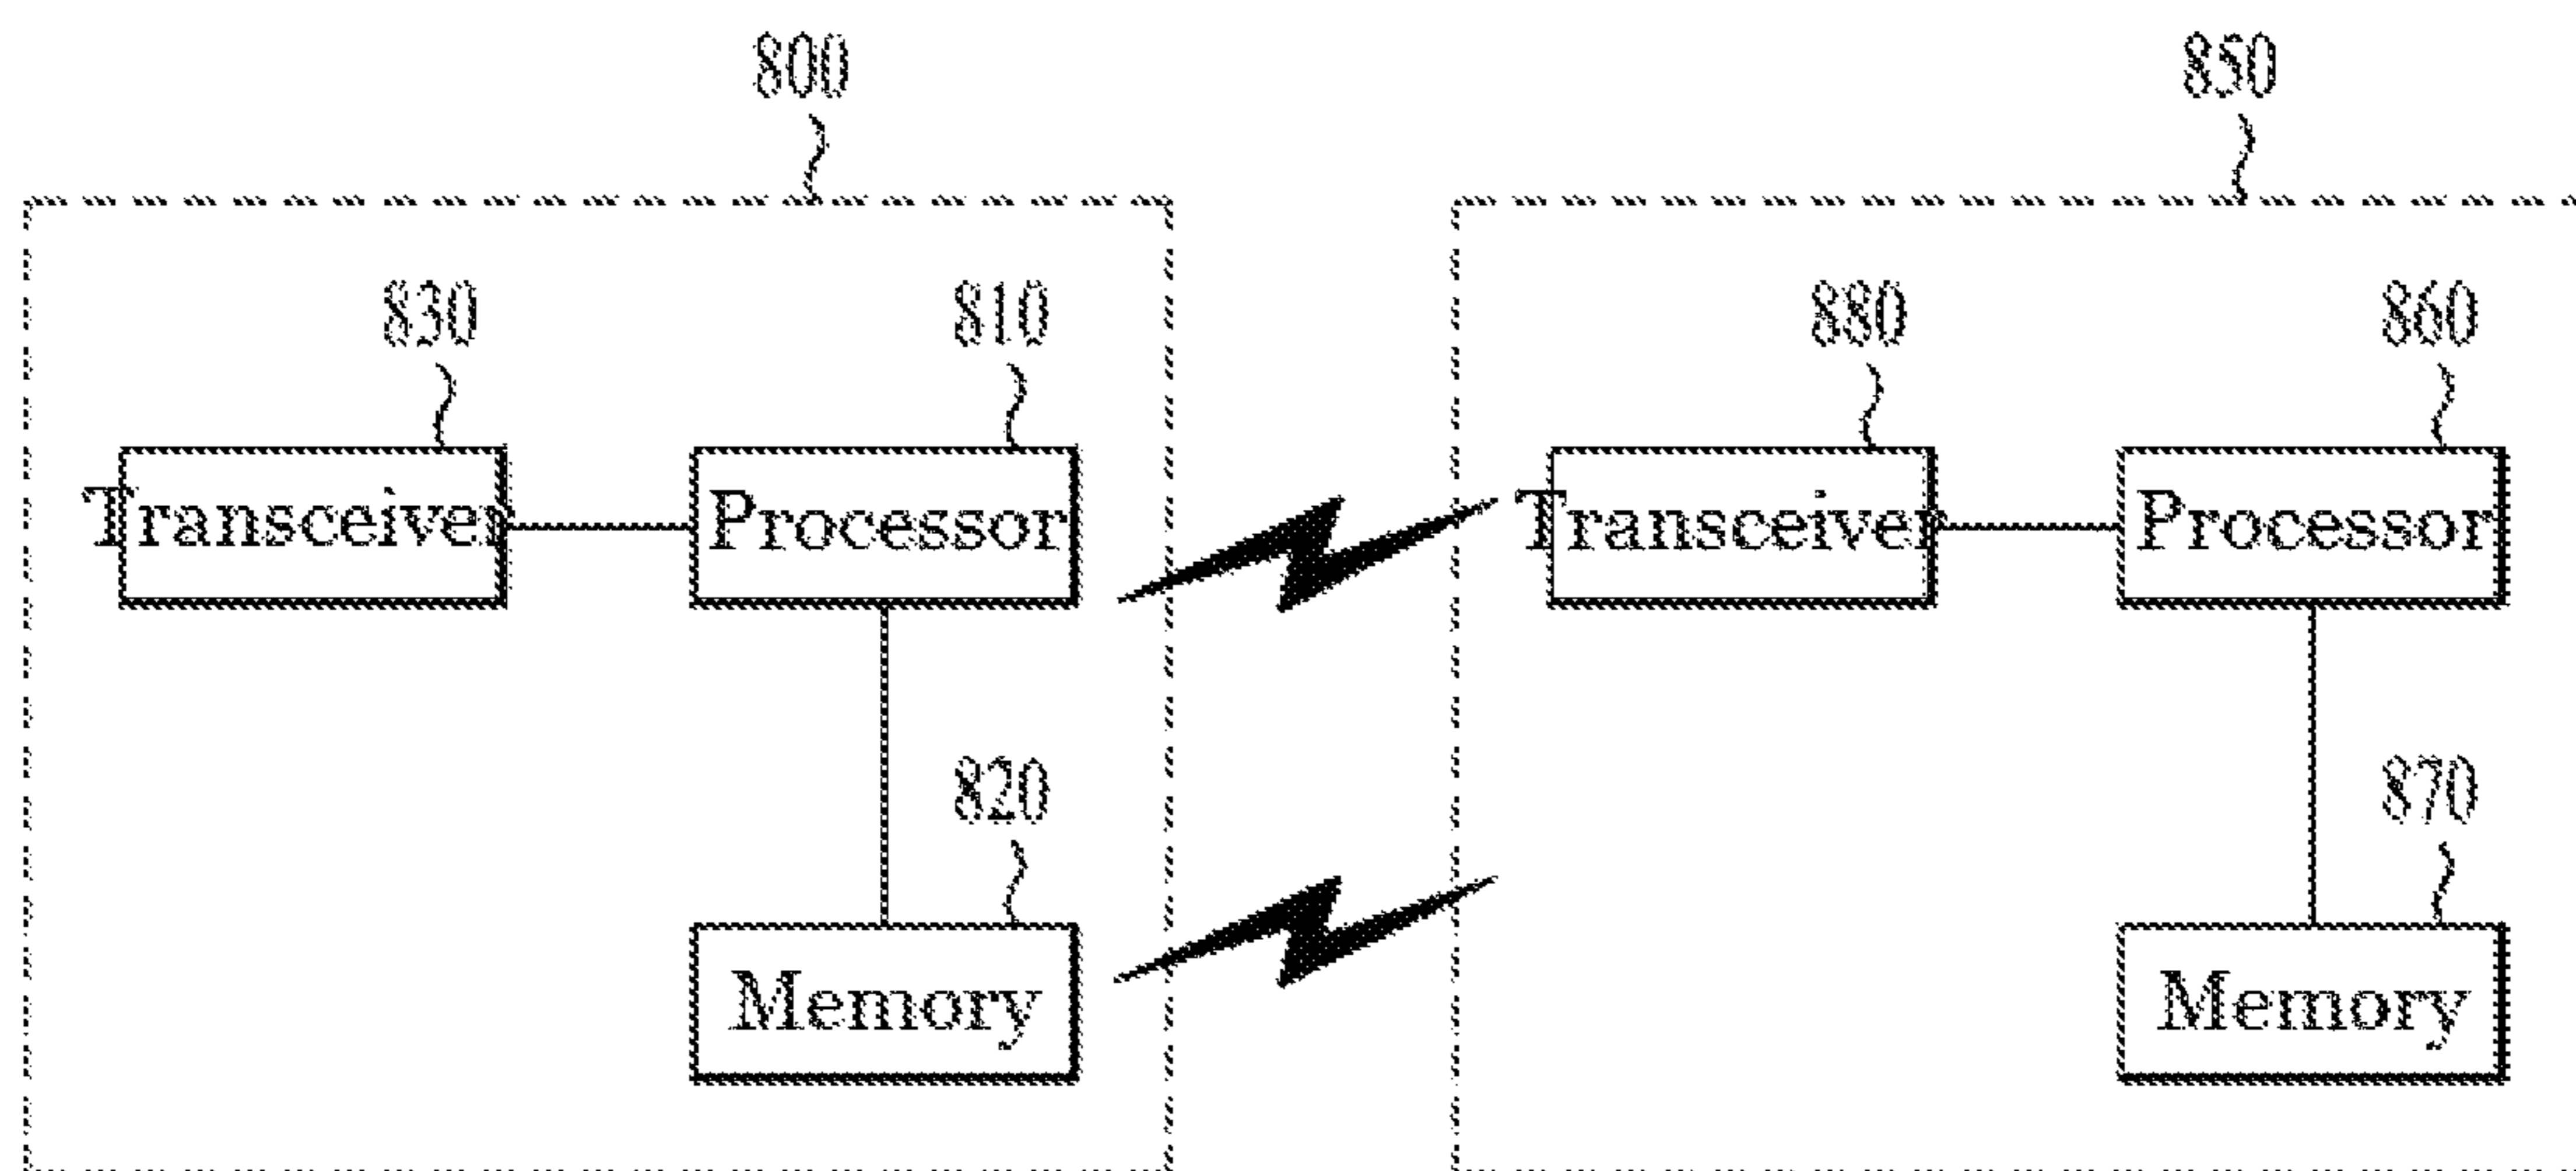 800 850
830 810 880 860
Transceiver Processor Transceiver Processor
820 870
Memory Memory